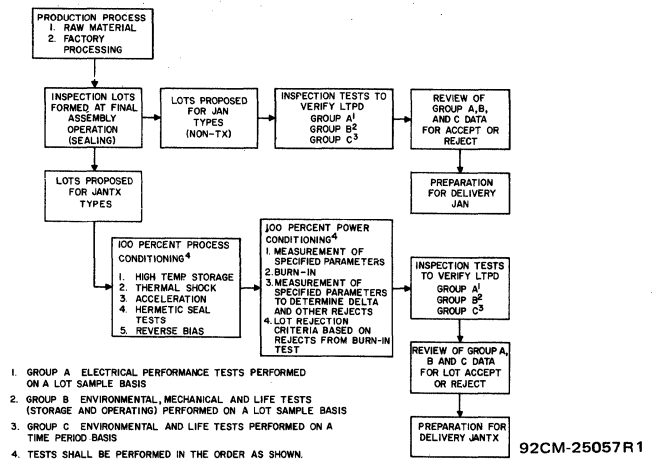 PRODUCTION PROCESS
1. RAW MATERIAL
2. FACTORY
PROCESSING
INSPECTION LOTS
FORMED AT FINAL
ASSEMBLY
OPERATION
(SEALING)
LOTS PROPOSED
FOR JAN
TYPES
(NON-TX)
INSPECTION TESTS TO
VERIFY LTPD
GROUP A1
GROUP B2
GROUP C3
REVIEW OF
GROUP A,B,
AND C DATA
FOR ACCEPT OR
REJECT
PREPARATION
FOR DELIVERY
JAN
LOTS PROPOSED
FOR JANTX
TYPES
100 PERCENT PROCESS
CONDITIONING4
1. HIGH TEMP STORAGE
2. THERMAL SHOCK
3. ACCELERATION
4. HERMETIC SEAL
TESTS
5. REVERSE BIAS
100 PERCENT POWER
CONDITIONING4
1. MEASUREMENT OF
SPECIFIED PARAMETERS
2. BURN-IN
3. MEASUREMENT OF
SPECIFIED PARAMETERS
TO DETERMINE DELTA
AND OTHER REJECTS
4. LOT REJECTION
CRITERIA BASED ON
REJECTS FROM BURN-IN
TEST
INSPECTION TESTS
TO VERIFY LTPD
GROUP A1
GROUP B2
GROUP C3
REVIEW OF GROUP A,
B AND C DATA
FOR LOT ACCEPT
OR REJECT
PREPARATION FOR
DELIVERY JANTX
1. GROUP A ELECTRICAL PERFORMANCE TESTS PERFORMED
ON A LOT SAMPLE BASIS
2. GROUP B ENVIRONMENTAL, MECHANICAL AND LIFE TESTS
(STORAGE AND OPERATING) PERFORMED ON A LOT SAMPLE BASIS
3. GROUP C ENVIRONMENTAL AND LIFE TESTS PERFORMED ON A
TIME PERIOD BASIS
4. TESTS SHALL BE PERFORMED IN THE ORDER AS SHOWN.
92CM-25057R1